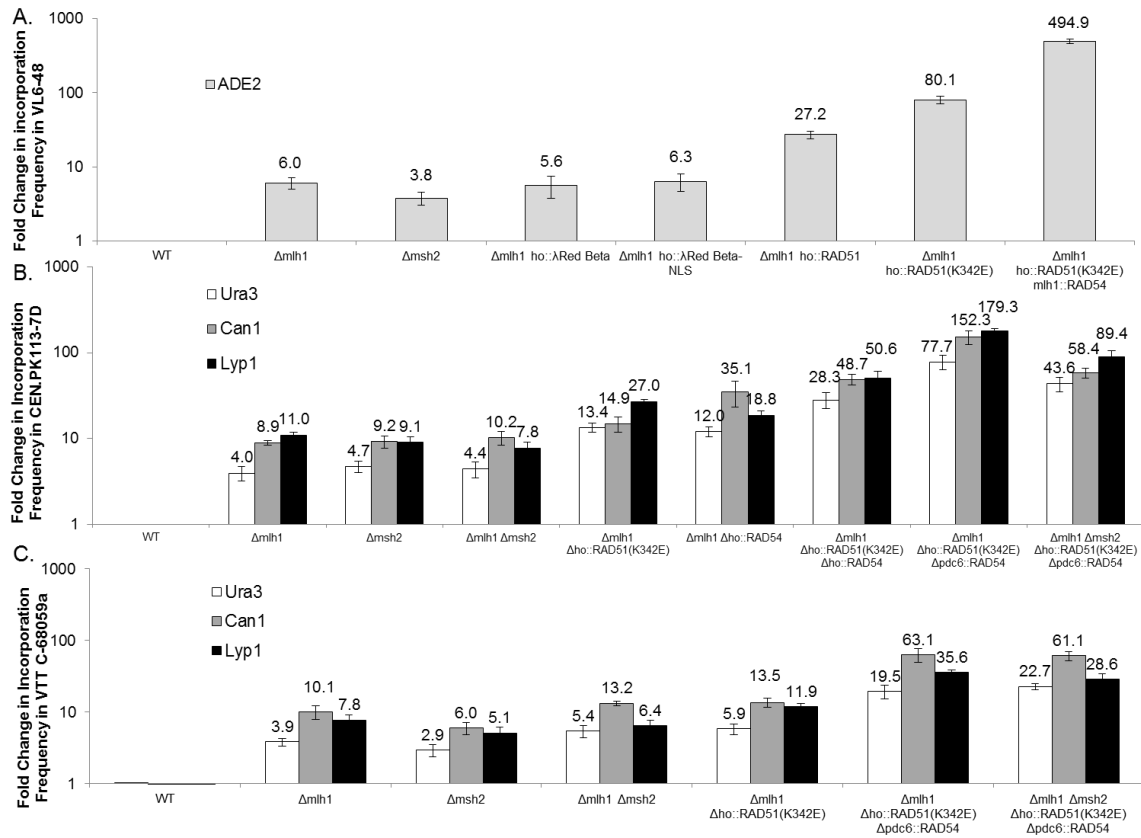 A.
Fold Change in incorporation
Frequency in VL6-48
1000
100
10
1
ADE2
6.0
3.8
5.6
6.3
27.2
80.1
494.9
WT
Δmlh1
Δmsh2
Δmlh1 ho::λRed Beta
Δmlh1 ho::λRed Beta-
NLS
Δmlh1 ho::RAD51
Δmlh1
ho::RAD51(K342E)
Δmlh1
ho::RAD51(K342E)
mlh1::RAD54
B.
Fold Change in Incorporation
Frequency in CEN.PK113-7D
1000
100
10
1
Ura3
Can1
Lyp1
4.0
8.9
11.0
4.7
9.2
9.1
4.4
10.2
7.8
13.4
14.9
27.0
12.0
35.1
18.8
28.3
48.7
50.6
77.7
152.3
179.3
43.6
58.4
89.4
WT
Δmlh1
Δmsh2
Δmlh1 Δmsh2
Δmlh1
Δho::RAD51(K342E)
Δmlh1 Δho::RAD54
Δmlh1
Δho::RAD51(K342E)
Δho::RAD54
Δmlh1
Δho::RAD51(K342E)
Δpdc6::RAD54
Δmlh1 Δmsh2
Δho::RAD51(K342E)
Δpdc6::RAD54
C.
Fold Change in Incorporation
Frequency in VTT C-68059a
1000
100
10
1
Ura3
Can1
Lyp1
3.9
10.1
7.8
2.9
6.0
5.1
5.4
13.2
6.4
5.9
13.5
11.9
19.5
63.1
35.6
22.7
61.1
28.6
WT
Δmlh1
Δmsh2
Δmlh1 Δmsh2
Δmlh1
Δho::RAD51(K342E)
Δmlh1
Δho::RAD51(K342E)
Δpdc6::RAD54
Δmlh1 Δmsh2
Δho::RAD51(K342E)
Δpdc6::RAD54